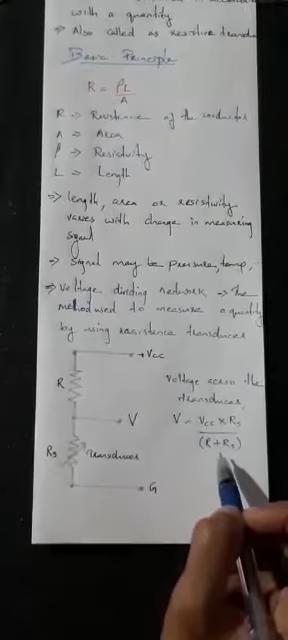 with a quantity
=> Also called as resistive transdu
Basic Principle
R = ρL/A
R => Resistance of the conductor
A => Area
ρ => Resistivity
L => Length
=> length, area or resistivity
varies with change in measuring
signal
=> Signal may be pressure, temp,
=> Voltage dividing network → The
method used to measure a quantity
by using resistance transducer
+Vcc
R
V
Rs
transducer
G
Voltage across the
transducer,
V = Vcc × Rs
(R + Rs)